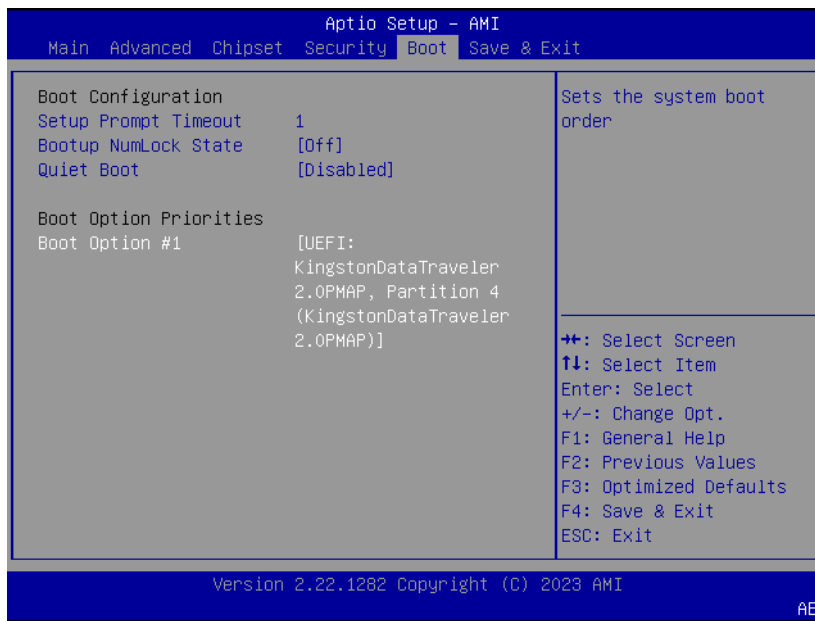 Aptio Setup – AMI
Main Advanced Chipset Security Boot Save & Exit
Boot Configuration
Setup Prompt Timeout 1
Bootup NumLock State [Off]
Quiet Boot [Disabled]
Boot Option Priorities
Boot Option #1 [UEFI:
KingstonDataTraveler
2.0PMAP, Partition 4
(KingstonDataTraveler
2.0PMAP)]
Sets the system boot
order
→←: Select Screen
↑↓: Select Item
Enter: Select
+/-: Change Opt.
F1: General Help
F2: Previous Values
F3: Optimized Defaults
F4: Save & Exit
ESC: Exit
Version 2.22.1282 Copyright (C) 2023 AMI
AE